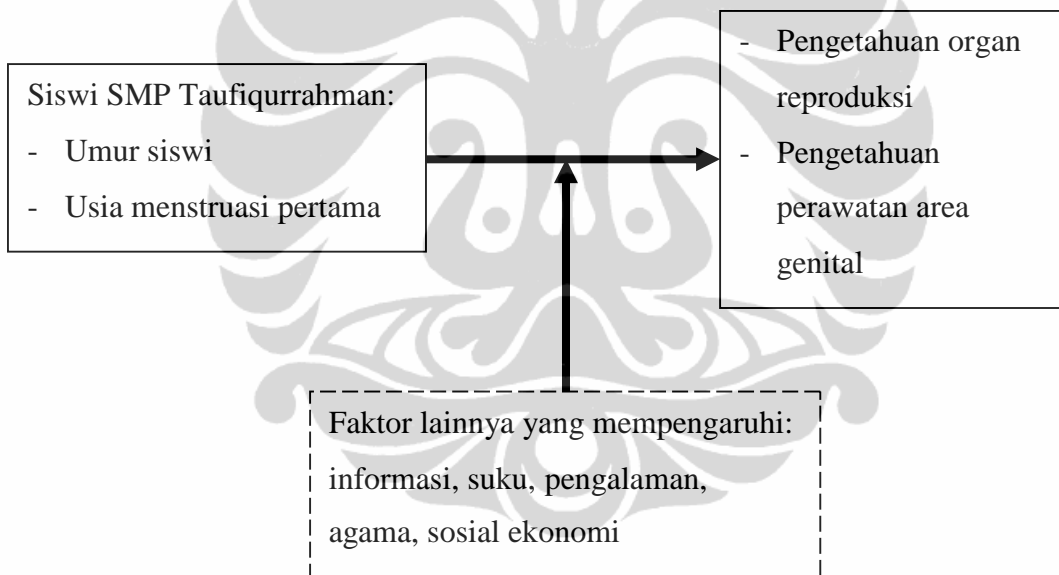 Siswi SMP Taufiqurrahman:
- Umur siswi
- Usia menstruasi pertama
- Pengetahuan organ
reproduksi
- Pengetahuan
perawatan area
genital
Faktor lainnya yang mempengaruhi:
informasi, suku, pengalaman,
agama, sosial ekonomi